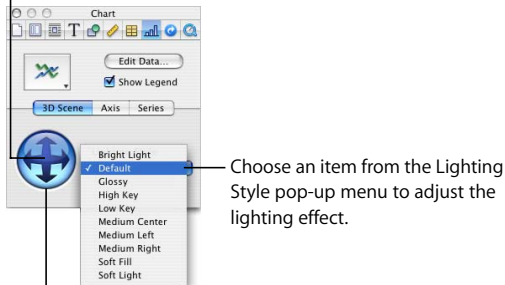 Chart
Edit Data...
Show Legend
3D Scene Axis Series
Bright Light
✓ Default
Glossy
High Key
Low Key
Medium Center
Medium Left
Medium Right
Soft Fill
Soft Light
Choose an item from the Lighting
Style pop-up menu to adjust the
lighting effect.